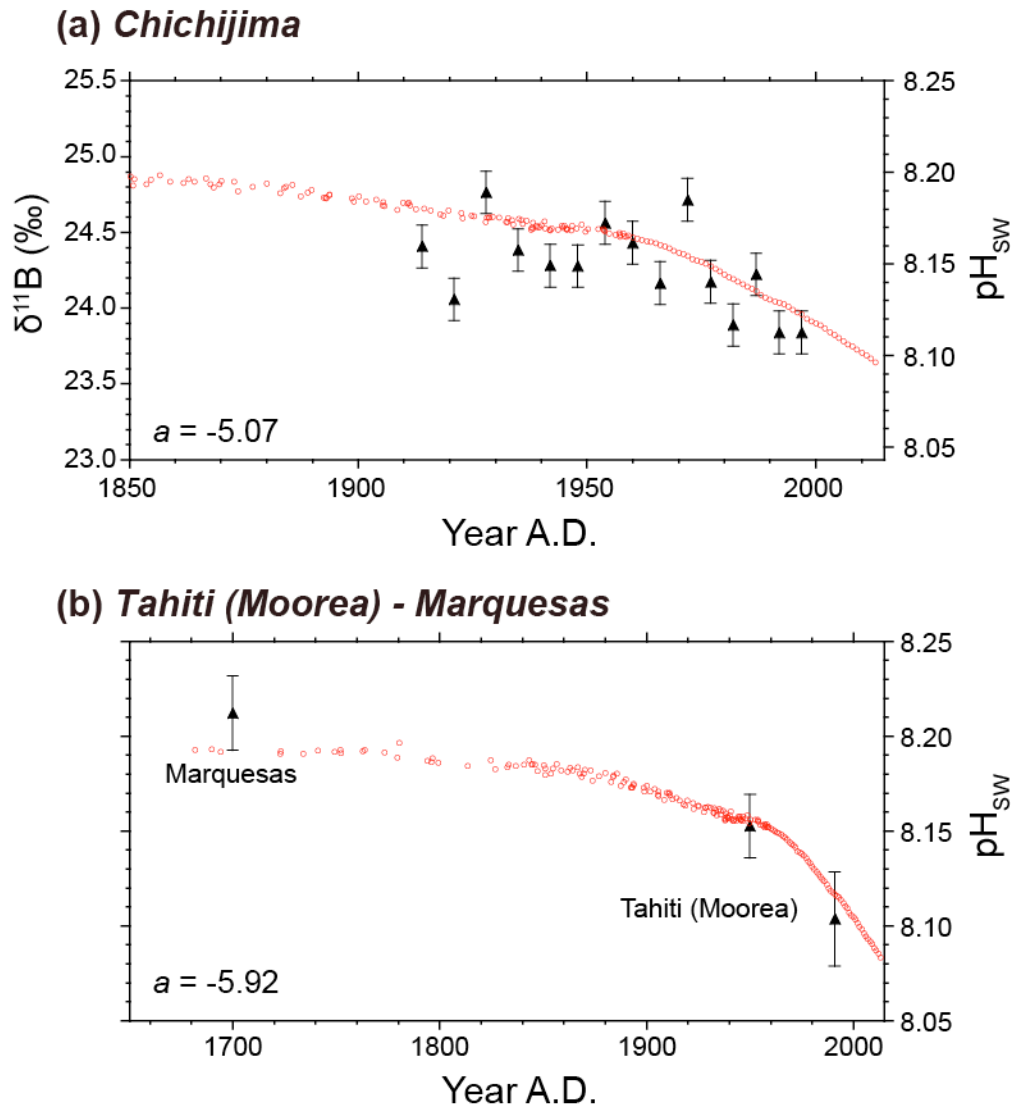 (a) Chichijima
25.5
25.0
24.5
24.0
23.5
23.0
δ¹¹B (‰)
8.25
8.20
8.15
8.10
8.05
pHSW
a = -5.07
1850 1900 1950 2000
Year A.D.
(b) Tahiti (Moorea) - Marquesas
8.25
8.20
8.15
8.10
8.05
pHSW
Marquesas
Tahiti (Moorea)
a = -5.92
1700 1800 1900 2000
Year A.D.